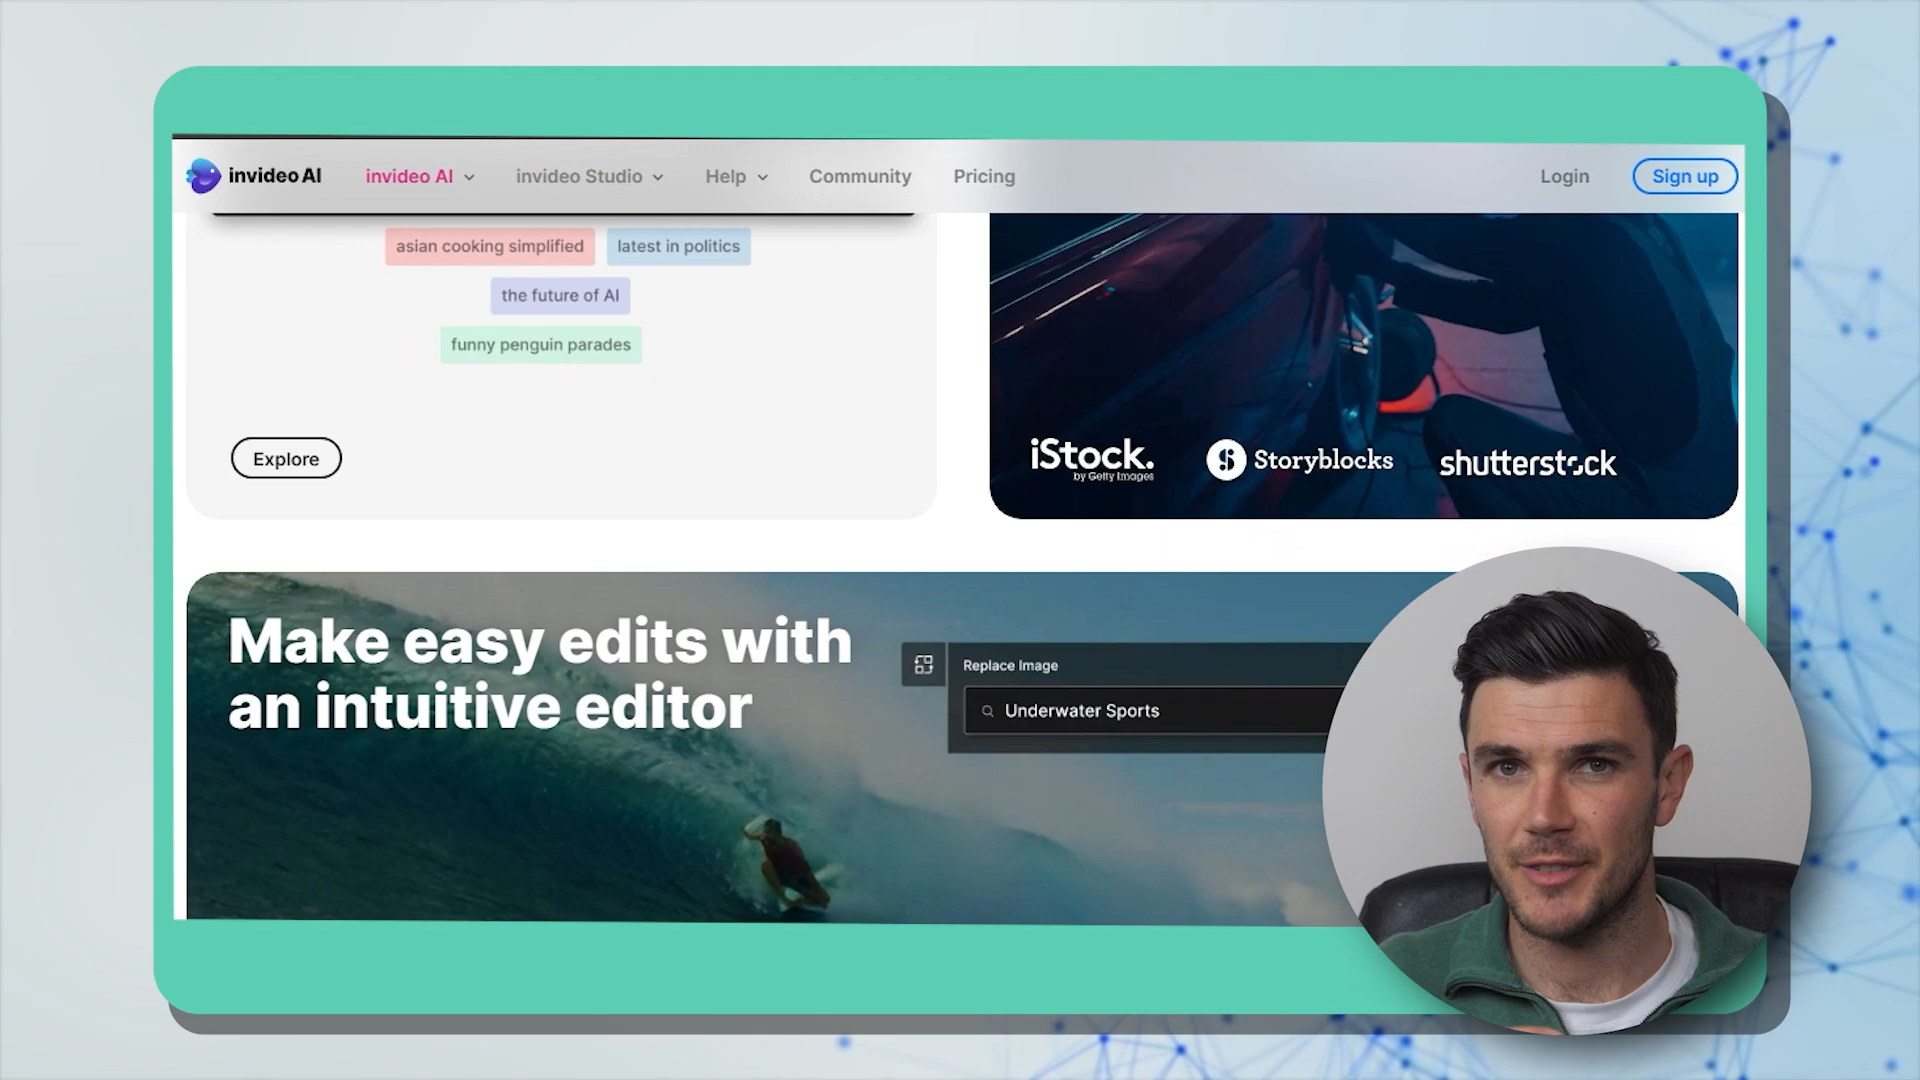 invideo AI
invideo AI
invideo Studio
Help
Community
Pricing
Login
Sign up
asian cooking simplified
latest in politics
the future of AI
funny penguin parades
Explore
iStock.
by Getty Images
Storyblocks
shutterstock
Make easy edits with
an intuitive editor
Replace Image
Underwater Sports